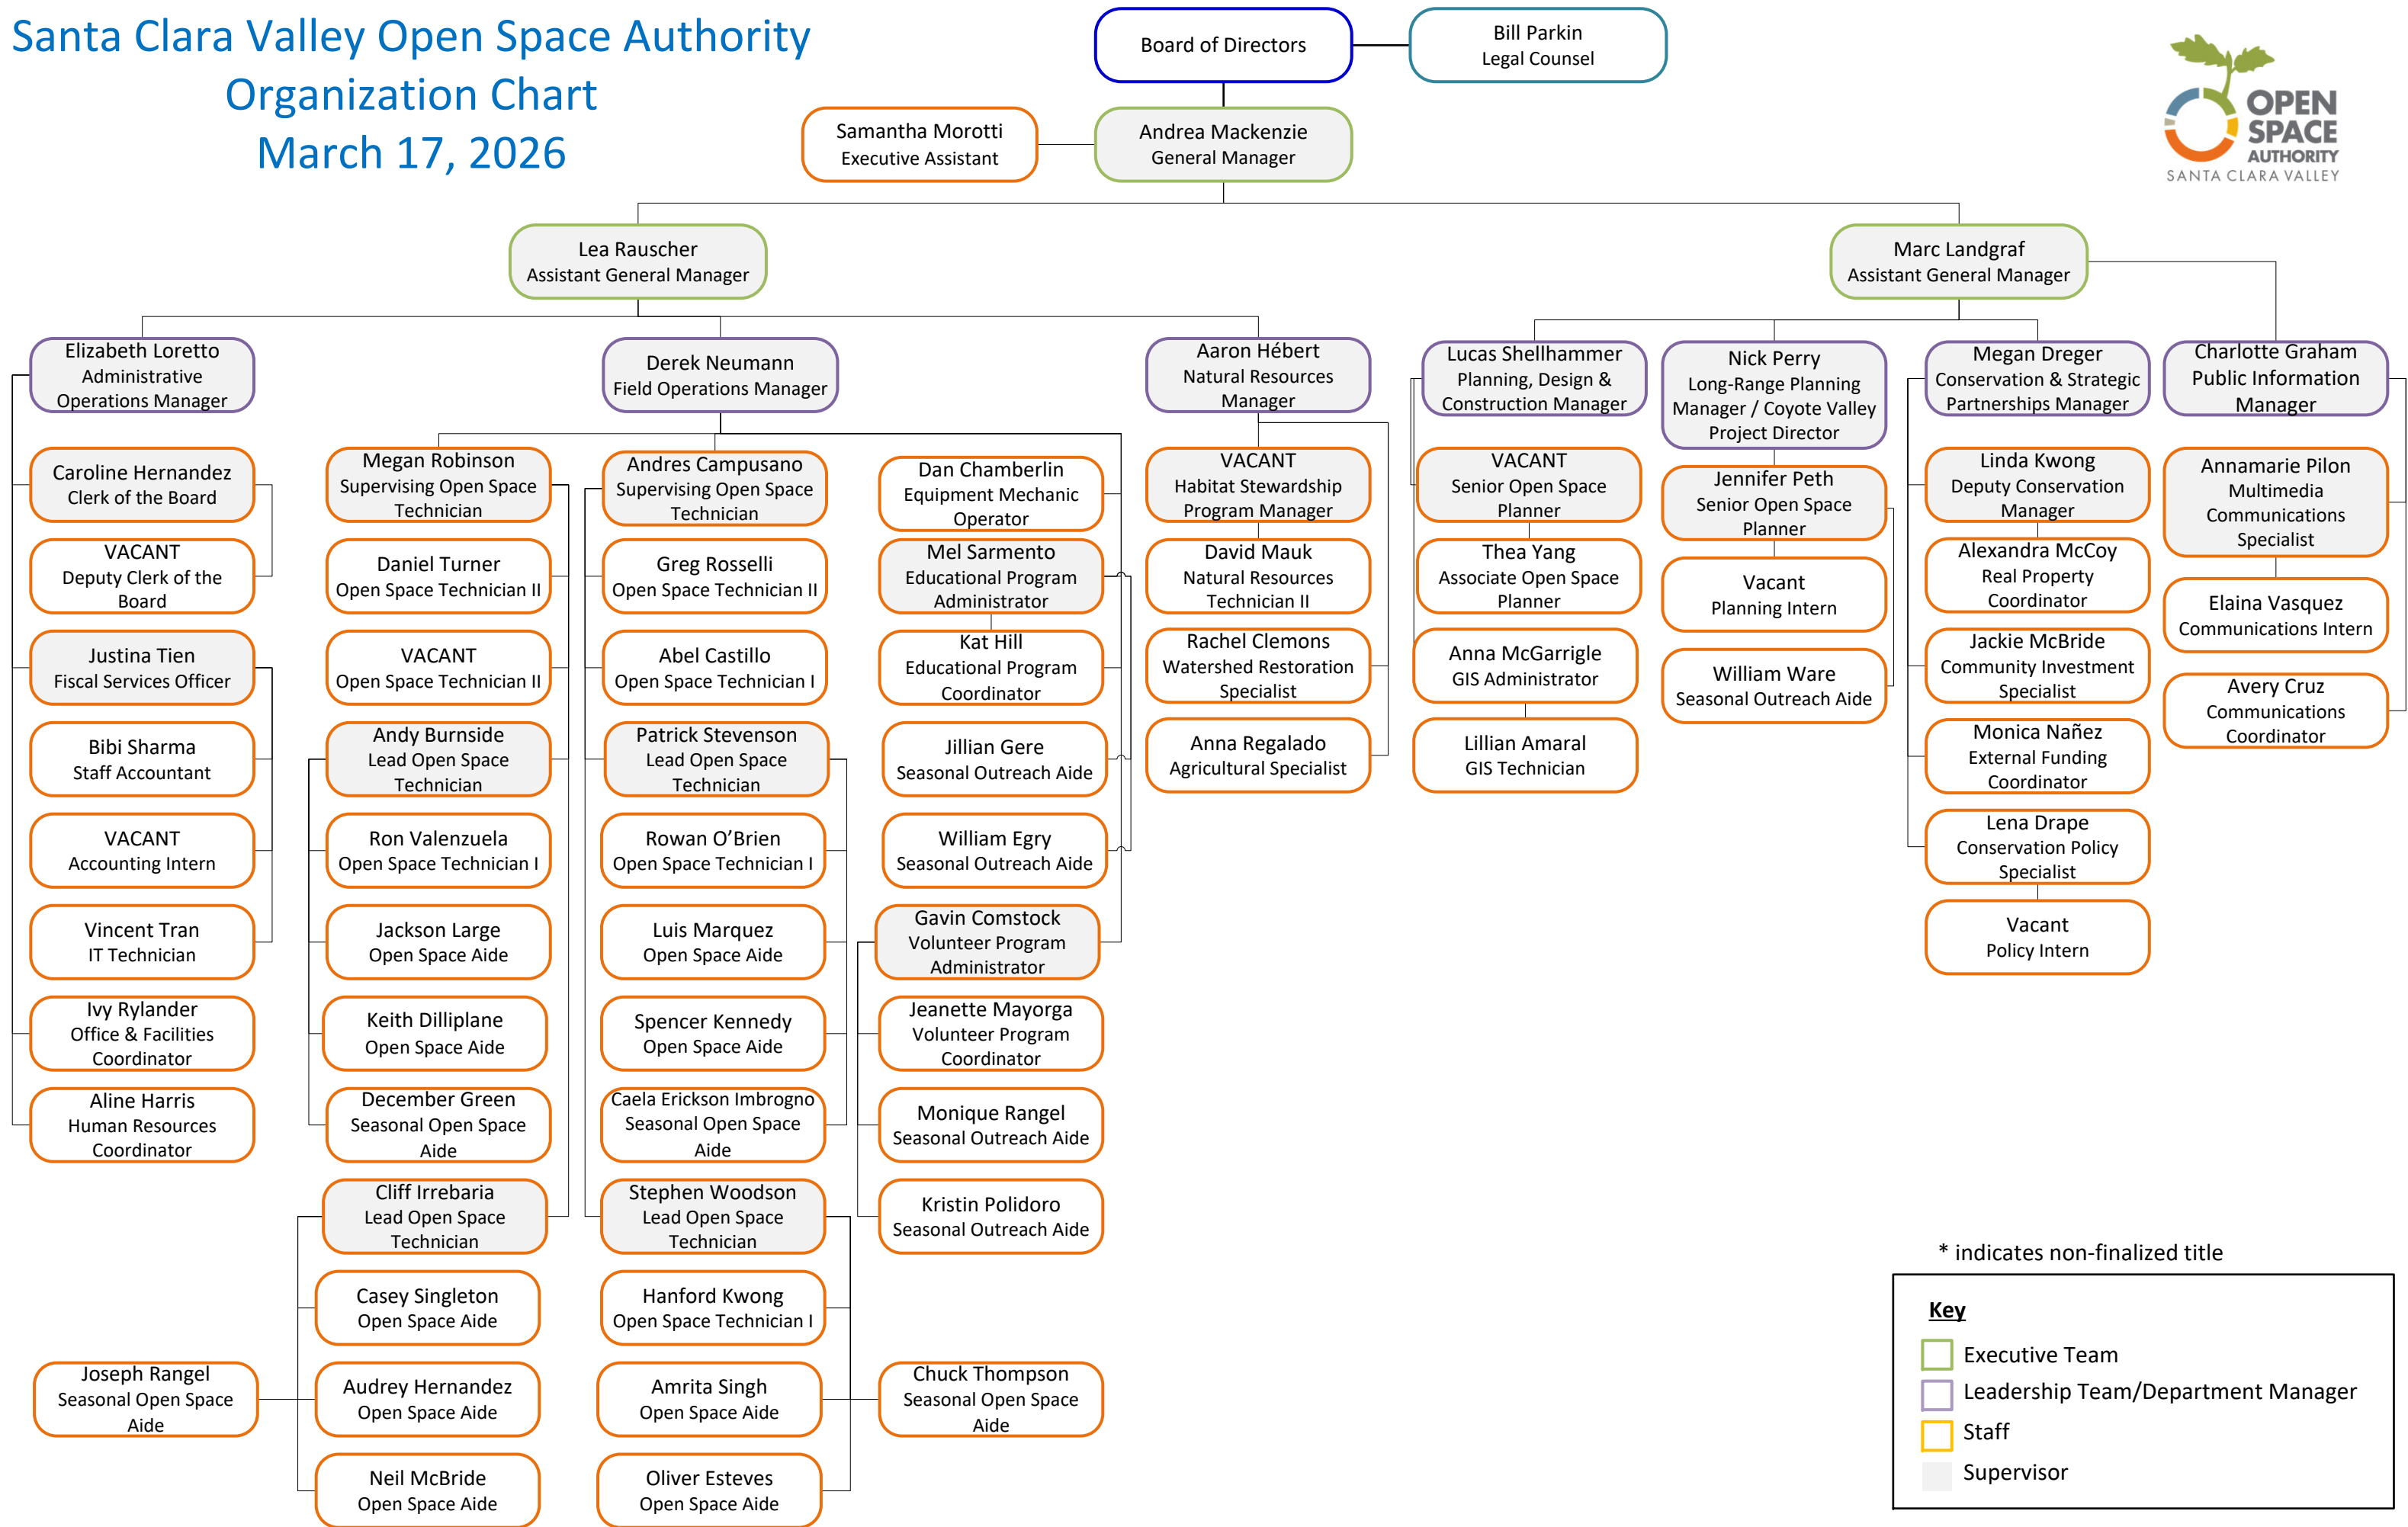 Santa Clara Valley Open Space Authority
Organization Chart
March 17, 2026
Board of Directors
Bill Parkin
Legal Counsel
Samantha Morotti
Executive Assistant
Andrea Mackenzie
General Manager
OPEN
SPACE
AUTHORITY
SANTA CLARA VALLEY
Lea Rauscher
Assistant General Manager
Marc Landgraf
Assistant General Manager
Elizabeth Loretto
Administrative
Operations Manager
Derek Neumann
Field Operations Manager
Aaron Hébert
Natural Resources
Manager
Lucas Shellhammer
Planning, Design &
Construction Manager
Nick Perry
Long-Range Planning
Manager / Coyote Valley
Project Director
Megan Dreger
Conservation & Strategic
Partnerships Manager
Charlotte Graham
Public Information
Manager
Caroline Hernandez
Clerk of the Board
VACANT
Deputy Clerk of the
Board
Justina Tien
Fiscal Services Officer
Bibi Sharma
Staff Accountant
VACANT
Accounting Intern
Vincent Tran
IT Technician
Ivy Rylander
Office & Facilities
Coordinator
Aline Harris
Human Resources
Coordinator
Megan Robinson
Supervising Open Space
Technician
Daniel Turner
Open Space Technician II
VACANT
Open Space Technician II
Andy Burnside
Lead Open Space
Technician
Ron Valenzuela
Open Space Technician I
Jackson Large
Open Space Aide
Keith Dilliplane
Open Space Aide
December Green
Seasonal Open Space
Aide
Cliff Irrebaria
Lead Open Space
Technician
Casey Singleton
Open Space Aide
Joseph Rangel
Seasonal Open Space
Aide
Audrey Hernandez
Open Space Aide
Neil McBride
Open Space Aide
Andres Campusano
Supervising Open Space
Technician
Greg Rosselli
Open Space Technician II
Abel Castillo
Open Space Technician I
Patrick Stevenson
Lead Open Space
Technician
Rowan O’Brien
Open Space Technician I
Luis Marquez
Open Space Aide
Spencer Kennedy
Open Space Aide
Caela Erickson Imbrogno
Seasonal Open Space
Aide
Stephen Woodson
Lead Open Space
Technician
Hanford Kwong
Open Space Technician I
Amrita Singh
Open Space Aide
Chuck Thompson
Seasonal Open Space
Aide
Oliver Esteves
Open Space Aide
Dan Chamberlin
Equipment Mechanic
Operator
Mel Sarmento
Educational Program
Administrator
Kat Hill
Educational Program
Coordinator
Jillian Gere
Seasonal Outreach Aide
William Egry
Seasonal Outreach Aide
Gavin Comstock
Volunteer Program
Administrator
Jeanette Mayorga
Volunteer Program
Coordinator
Monique Rangel
Seasonal Outreach Aide
Kristin Polidoro
Seasonal Outreach Aide
VACANT
Habitat Stewardship
Program Manager
David Mauk
Natural Resources
Technician II
Rachel Clemons
Watershed Restoration
Specialist
Anna Regalado
Agricultural Specialist
VACANT
Senior Open Space
Planner
Thea Yang
Associate Open Space
Planner
Anna McGarrigle
GIS Administrator
Lillian Amaral
GIS Technician
Jennifer Peth
Senior Open Space
Planner
Vacant
Planning Intern
William Ware
Seasonal Outreach Aide
Linda Kwong
Deputy Conservation
Manager
Alexandra McCoy
Real Property
Coordinator
Jackie McBride
Community Investment
Specialist
Monica Nañez
External Funding
Coordinator
Lena Drape
Conservation Policy
Specialist
Vacant
Policy Intern
Annamarie Pilon
Multimedia
Communications
Specialist
Elaina Vasquez
Communications Intern
Avery Cruz
Communications
Coordinator
* indicates non-finalized title
Key
Executive Team
Leadership Team/Department Manager
Staff
Supervisor